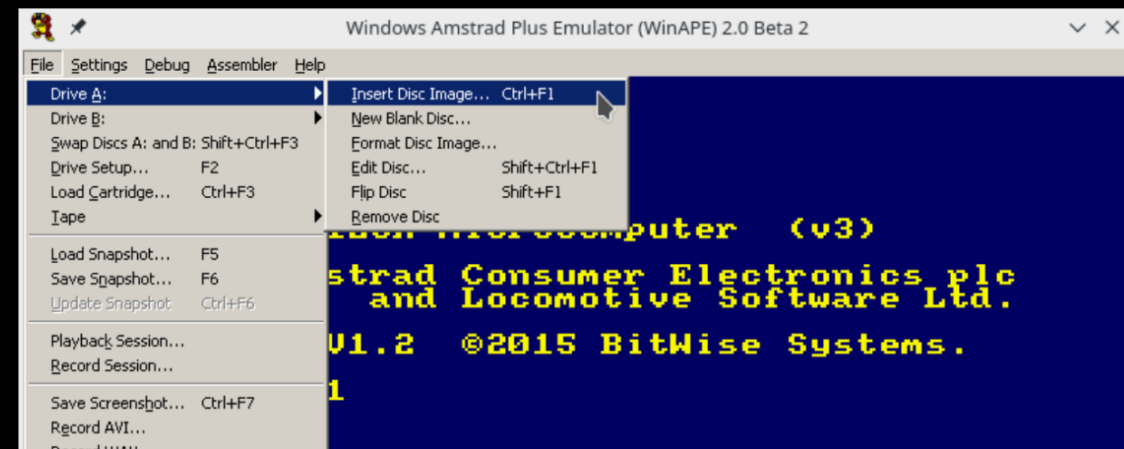 Windows Amstrad Plus Emulator (WinAPE) 2.0 Beta 2
File Settings Debug Assembler Help
Drive A:
Drive B:
Swap Discs A: and B: Shift+Ctrl+F3
Drive Setup... F2
Load Cartridge... Ctrl+F3
Tape
Load Snapshot... F5
Save Snapshot... F6
Update Snapshot Ctrl+F6
Playback Session...
Record Session...
Save Screenshot... Ctrl+F7
Record AVI...
Insert Disc Image... Ctrl+F1
New Blank Disc...
Format Disc Image...
Edit Disc... Shift+Ctrl+F1
Flip Disc Shift+F1
Remove Disc
(v3)
strad Consumer Electronics plc
and Locomotive Software Ltd.
V1.2 ©2015 BitWise Systems.
1